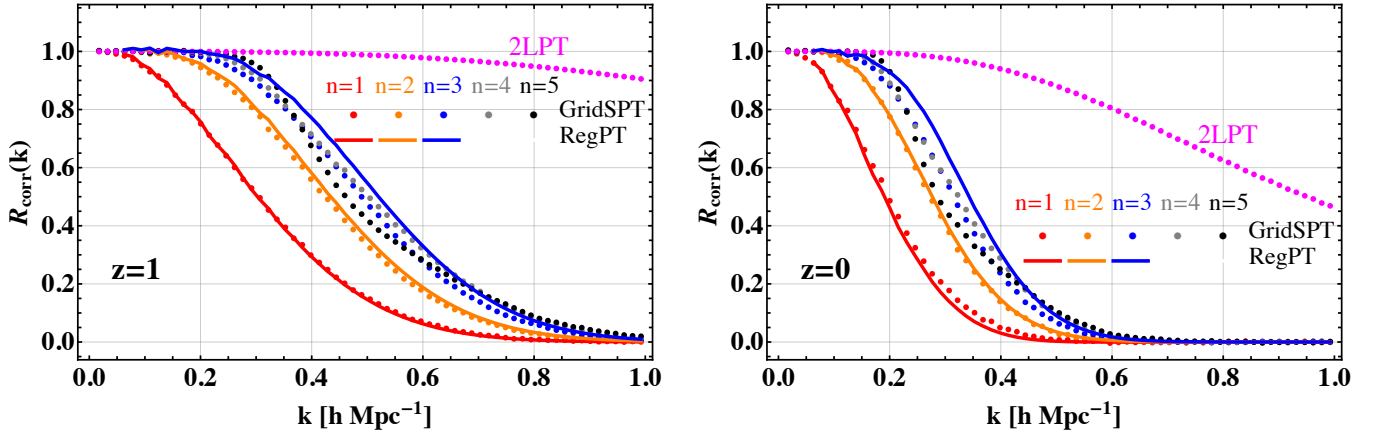 2LPT
n=1 n=2 n=3 n=4 n=5
GridSPT
RegPT
z=1
R_corr(k)
1.0
0.8
0.6
0.4
0.2
0.0
0.0 0.2 0.4 0.6 0.8 1.0
k [h Mpc⁻¹]
2LPT
n=1 n=2 n=3 n=4 n=5
GridSPT
RegPT
z=0
R_corr(k)
1.0
0.8
0.6
0.4
0.2
0.0
0.0 0.2 0.4 0.6 0.8 1.0
k [h Mpc⁻¹]